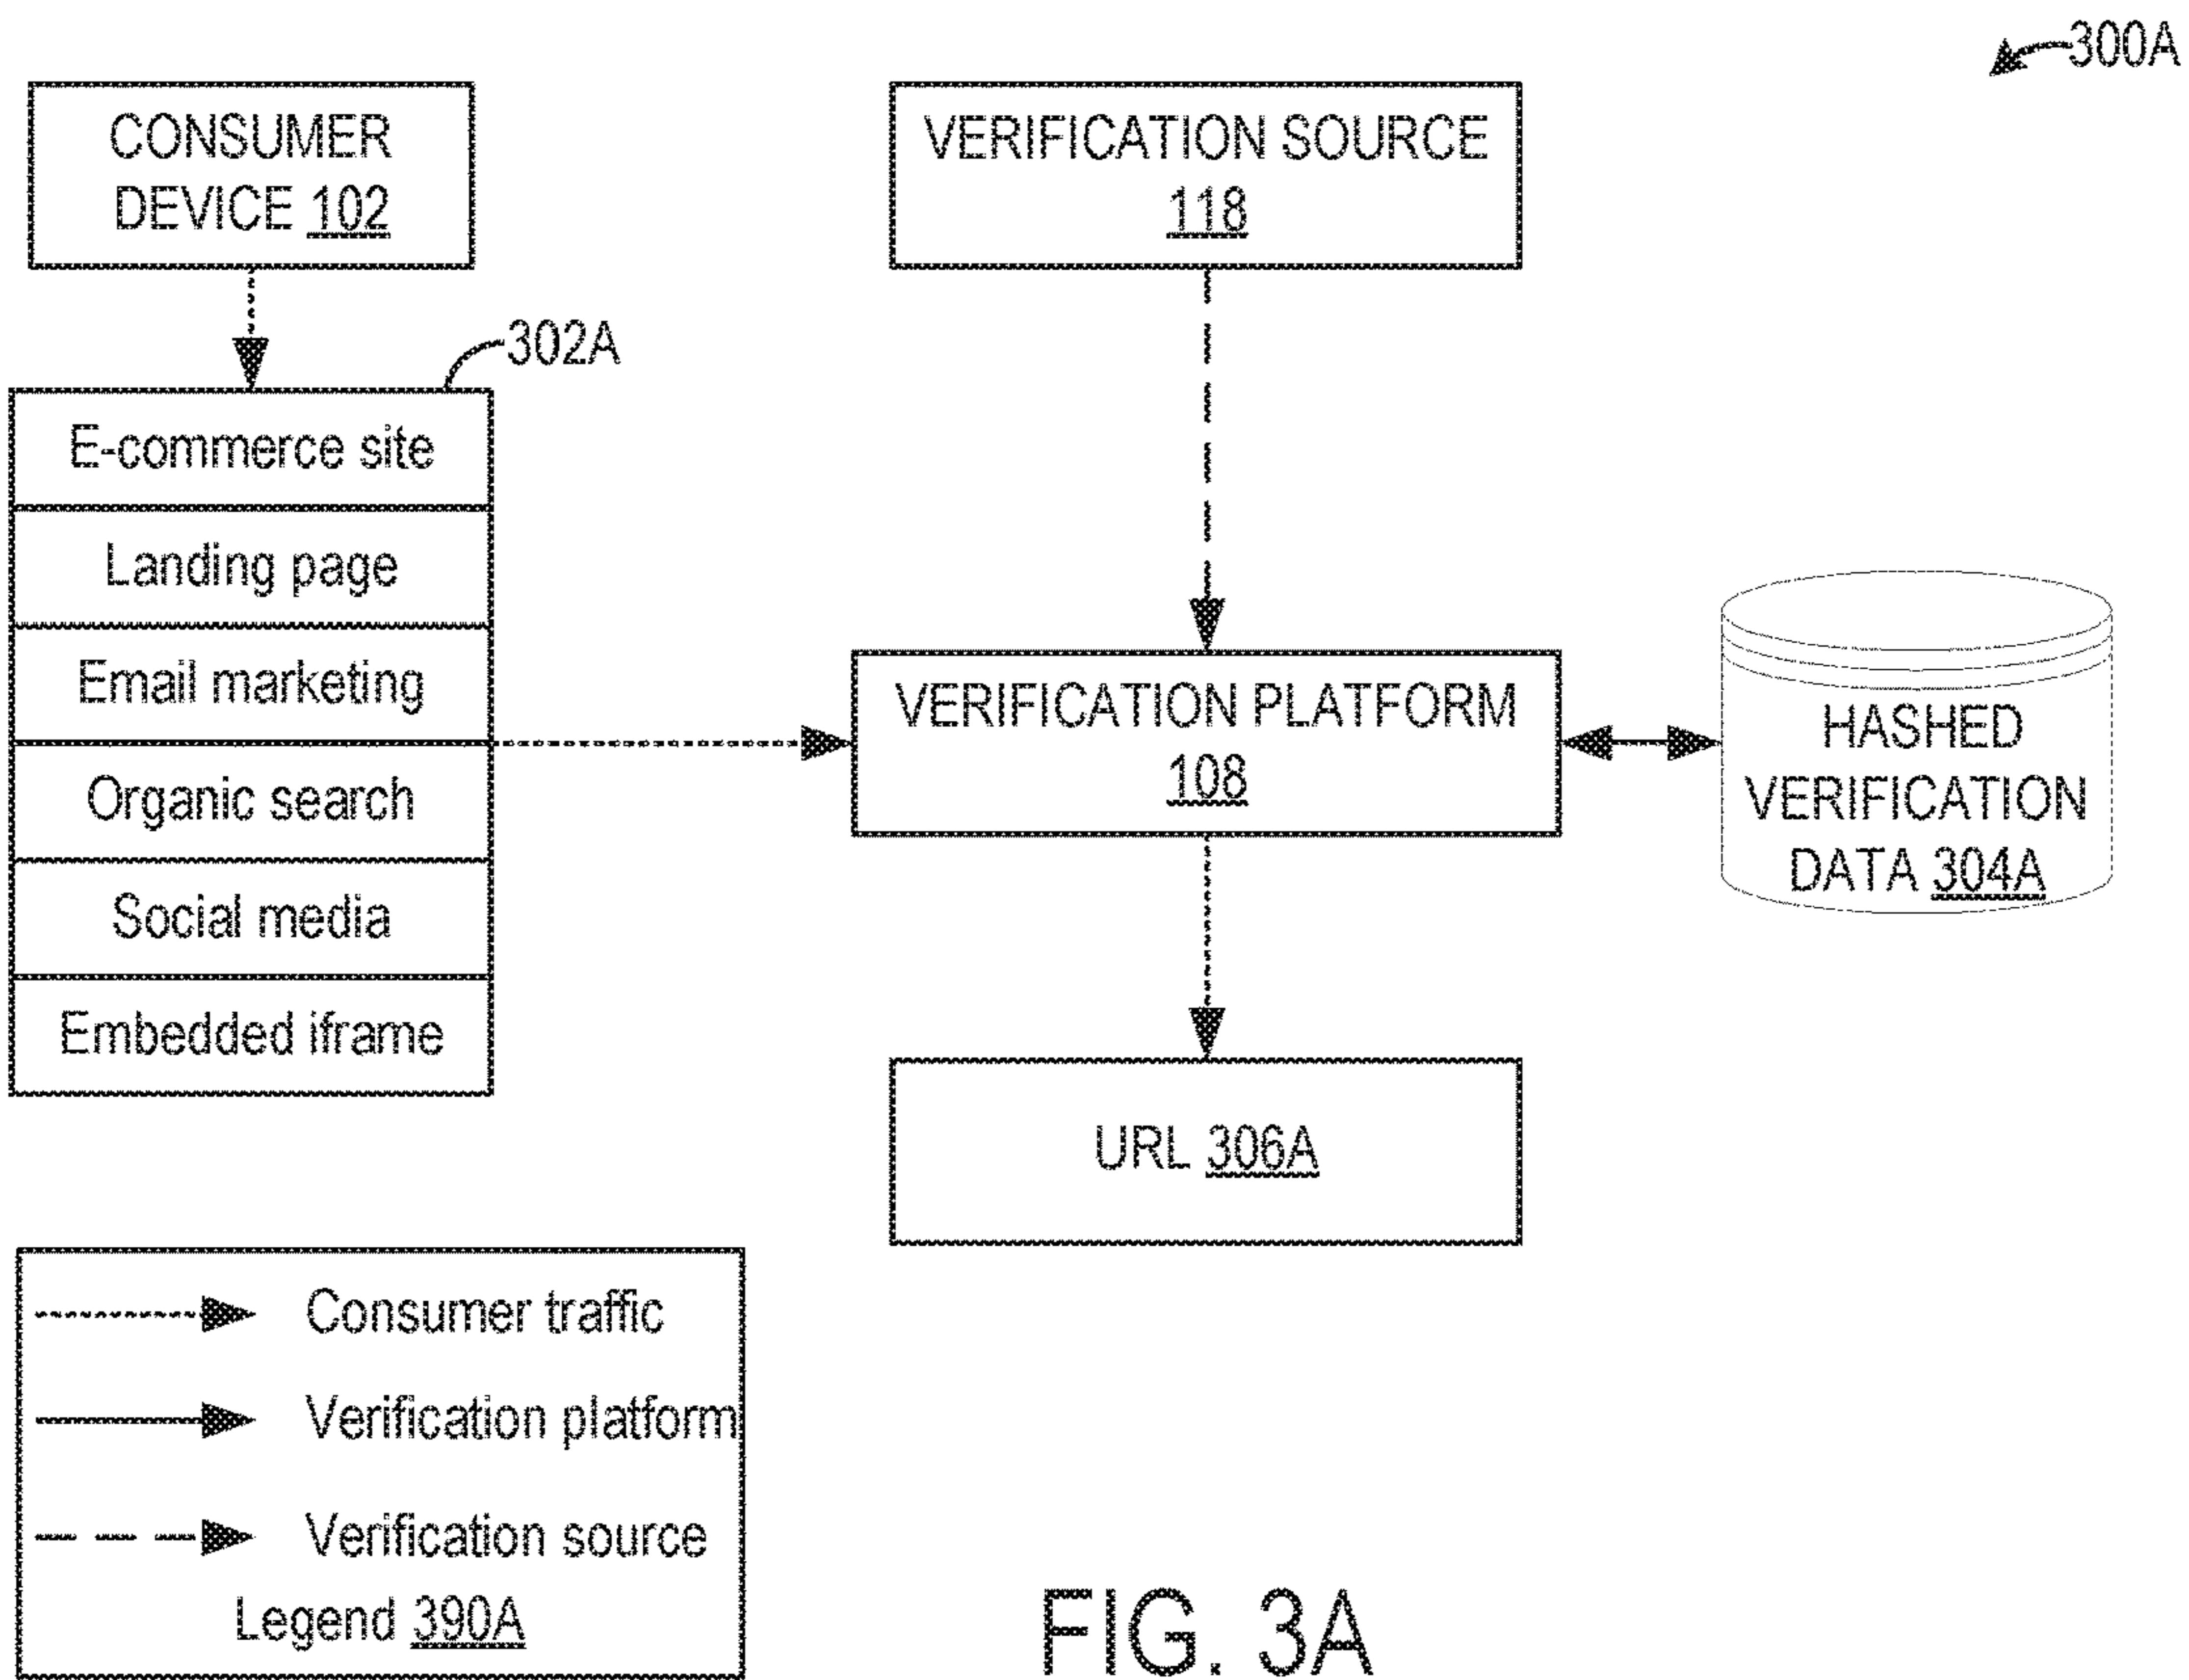 300A
CONSUMER
DEVICE 102
VERIFICATION SOURCE
118
302A
E-commerce site
Landing page
Email marketing
Organic search
Social media
Embedded iframe
VERIFICATION PLATFORM
108
HASHED
VERIFICATION
DATA 304A
URL 306A
Consumer traffic
Verification platform
Verification source
Legend 390A
FIG. 3A